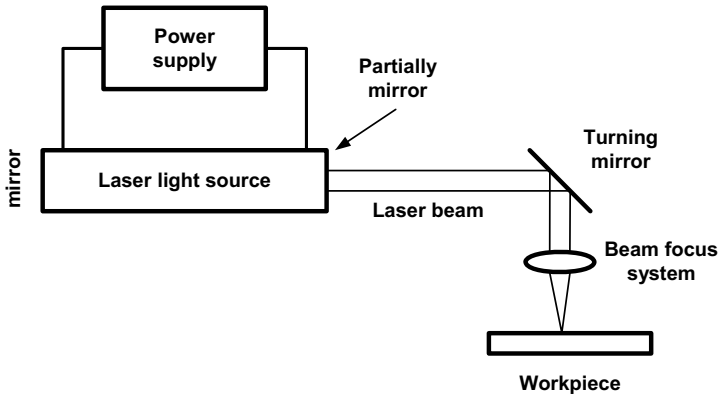 Power
supply
Partially
mirror
Turning
mirror
mirror
Laser light source
Laser beam
Beam focus
system
Workpiece